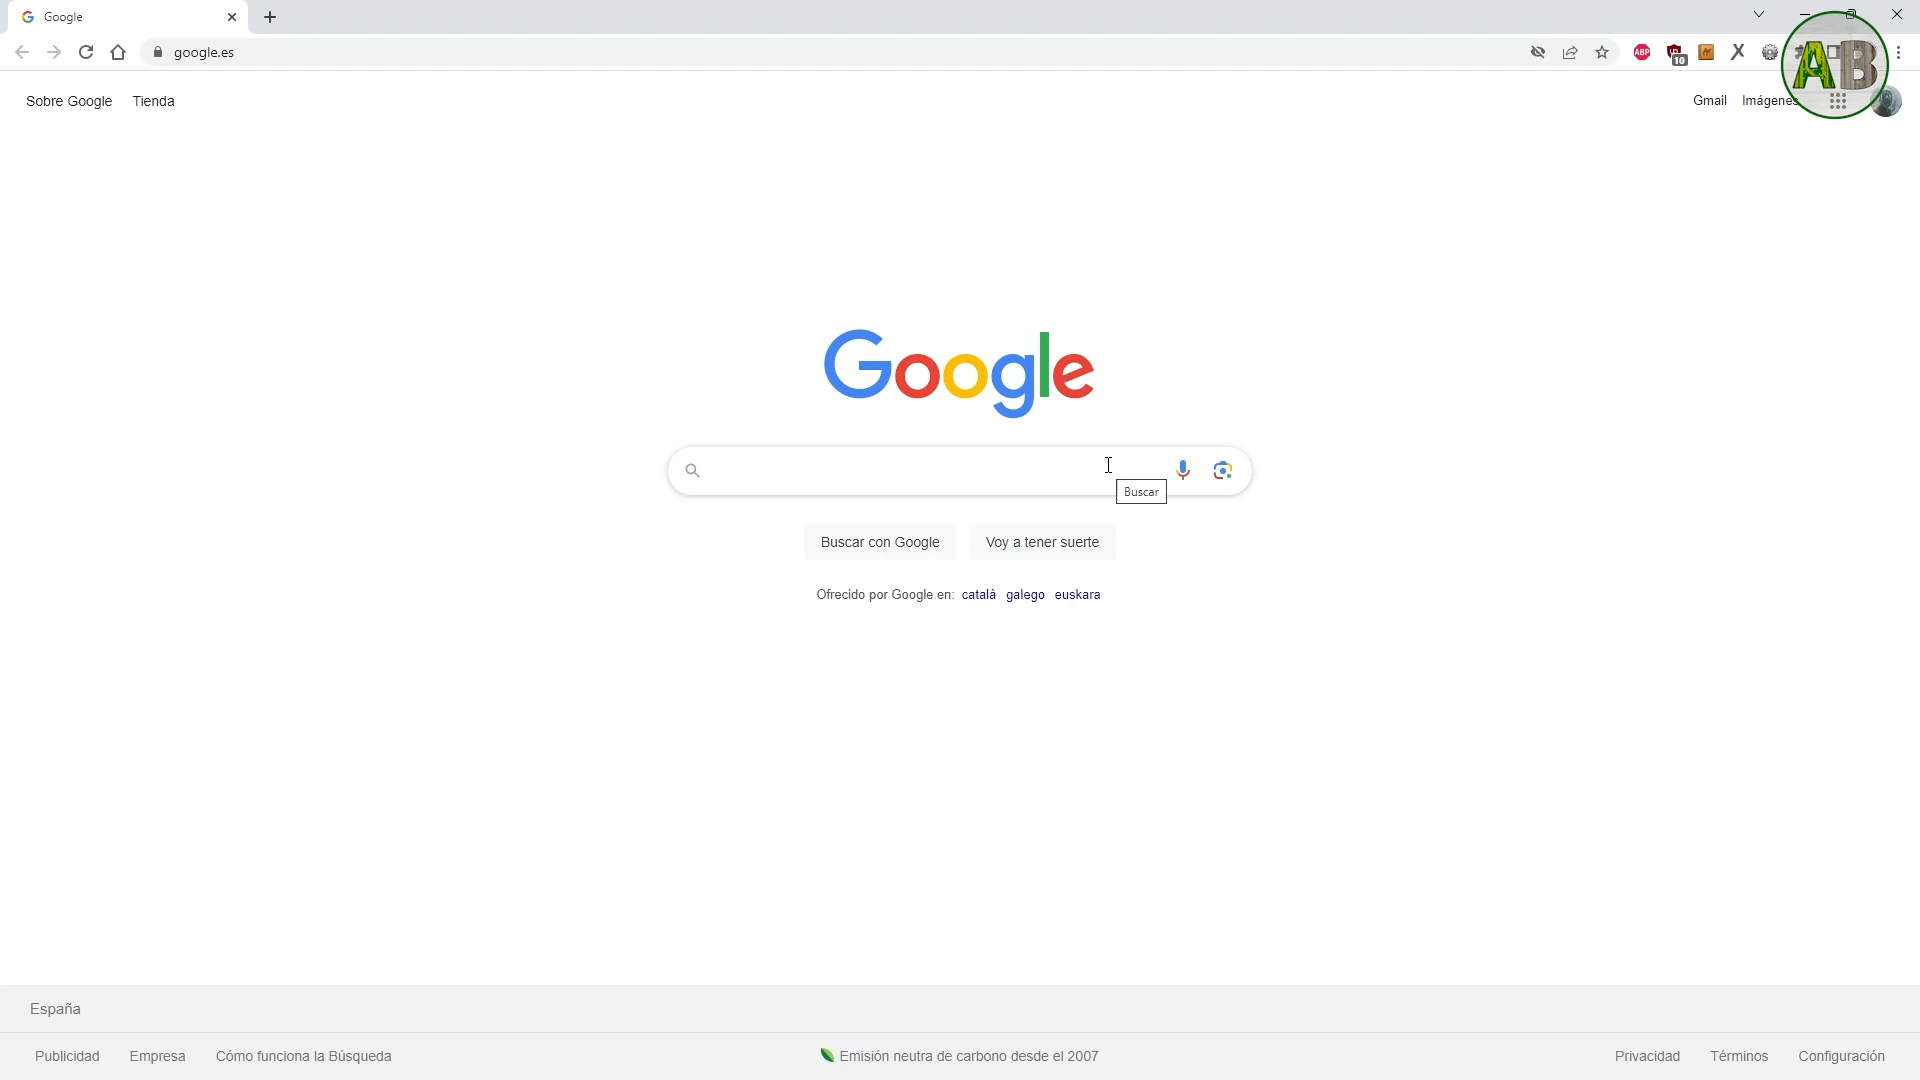 Google
google.es
ABP
10
X
AB
Sobre Google Tienda
Gmail Imágenes
Google
Buscar
Buscar con Google Voy a tener suerte
Ofrecido por Google en: català galego euskara
España
Publicidad Empresa Cómo funciona la Búsqueda
Emisión neutra de carbono desde el 2007
Privacidad Términos Configuración